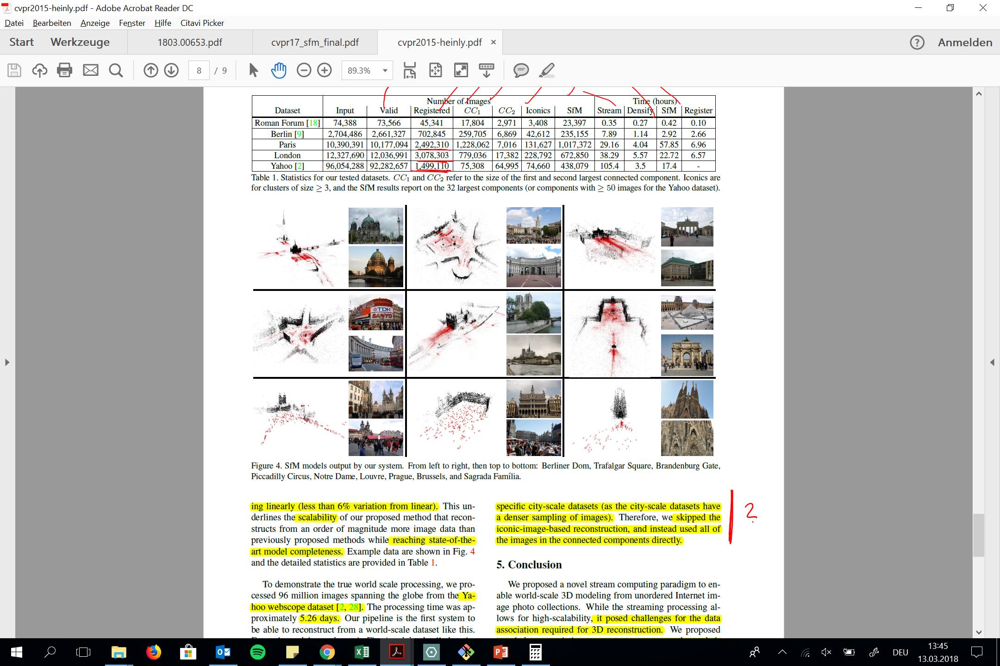 cvpr2015-heinly.pdf - Adobe Acrobat Reader DC
Datei Bearbeiten Anzeige Fenster Hilfe Citavi Picker
Start Werkzeuge 1803.00653.pdf cvpr17_sfm_final.pdf cvpr2015-heinly.pdf × Anmelden
8 / 9 89.3%
Number of Images Time (hours)
Dataset Input Valid Registered CC1 CC2 Iconics SfM Stream Densify SfM Register
Roman Forum [18] 74,388 73,566 45,341 17,804 2,971 3,408 23,397 0.35 0.27 0.42 0.10
Berlin [9] 2,704,486 2,661,327 702,845 259,705 6,869 42,612 235,155 7.89 1.14 2.92 2.66
Paris 10,390,391 10,177,094 2,492,310 1,228,062 7,016 131,627 1,017,372 29.16 4.04 57.85 6.96
London 12,327,690 12,036,991 3,078,303 779,036 17,382 228,792 672,850 38.29 5.57 22.72 6.57
Yahoo [2] 96,054,288 92,282,657 1,499,110 75,308 64,995 74,660 438,079 105.4 3.5 17.4 -
Table 1. Statistics for our tested datasets. CC1 and CC2 refer to the size of the first and second largest connected component. Iconics are
for clusters of size ≥ 3, and the SfM results report on the 32 largest components (or components with ≥ 50 images for the Yahoo dataset).
TDK
SANYO
Figure 4. SfM models output by our system. From left to right, then top to bottom: Berliner Dom, Trafalgar Square, Brandenburg Gate,
Piccadilly Circus, Notre Dame, Louvre, Prague, Brussels, and Sagrada Família.
ing linearly (less than 6% variation from linear). This un-
derlines the scalability of our proposed method that recon-
structs from an order of magnitude more image data than
previously proposed methods while reaching state-of-the-
art model completeness. Example data are shown in Fig. 4
and the detailed statistics are provided in Table 1.
To demonstrate the true world scale processing, we pro-
cessed 96 million images spanning the globe from the Ya-
hoo webscope dataset [2, 28]. The processing time was ap-
proximately 5.26 days. Our pipeline is the first system to
be able to reconstruct from a world-scale dataset like this.
specific city-scale datasets (as the city-scale datasets have
a denser sampling of images). Therefore, we skipped the
iconic-image-based reconstruction, and instead used all of
the images in the connected components directly.
?
5. Conclusion
We proposed a novel stream computing paradigm to en-
able world-scale 3D modeling from unordered Internet im-
age photo collections. While the streaming processing al-
lows for high-scalability, it posed challenges for the data
association required for 3D reconstruction. We proposed
DEU
13:45
13.03.2018